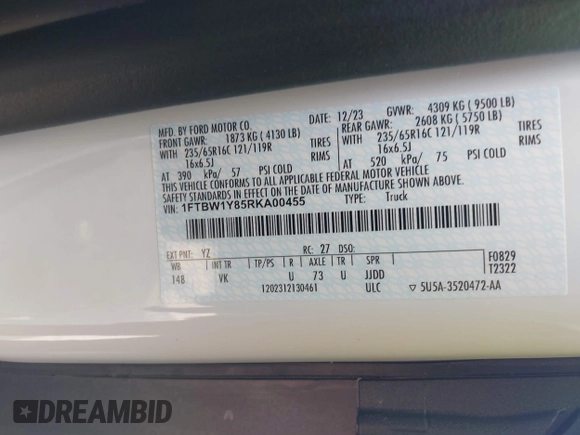 MFD. BY FORD MOTOR CO.
DATE: 12/23 GVWR: 4309 KG ( 9500 LB)
FRONT GAWR: 1873 KG ( 4130 LB) REAR GAWR: 2608 KG ( 5750 LB)
WITH 235/65R16C 121/119R TIRES WITH 235/65R16C 121/119R TIRES
16x6.5J RIMS 16x6.5J RIMS
AT 390 kPa/ 57 PSI COLD AT 520 kPa/ 75 PSI COLD
THIS VEHICLE CONFORMS TO ALL APPLICABLE FEDERAL MOTOR VEHICLE
SAFETY STANDARDS IN EFFECT ON THE DATE OF MANUFACTURE SHOWN ABOVE.
VIN: 1FTBW1Y85RKA00455 TYPE: Truck
EXT PNT: YZ RC: 27 DSO:
WB INT TR TP/PS R AXLE TR SPR F0829
148 VK U 73 U JJDD T2322
1202312130461 ULC ▽ 5U5A-3520472-AA
DREAMBID